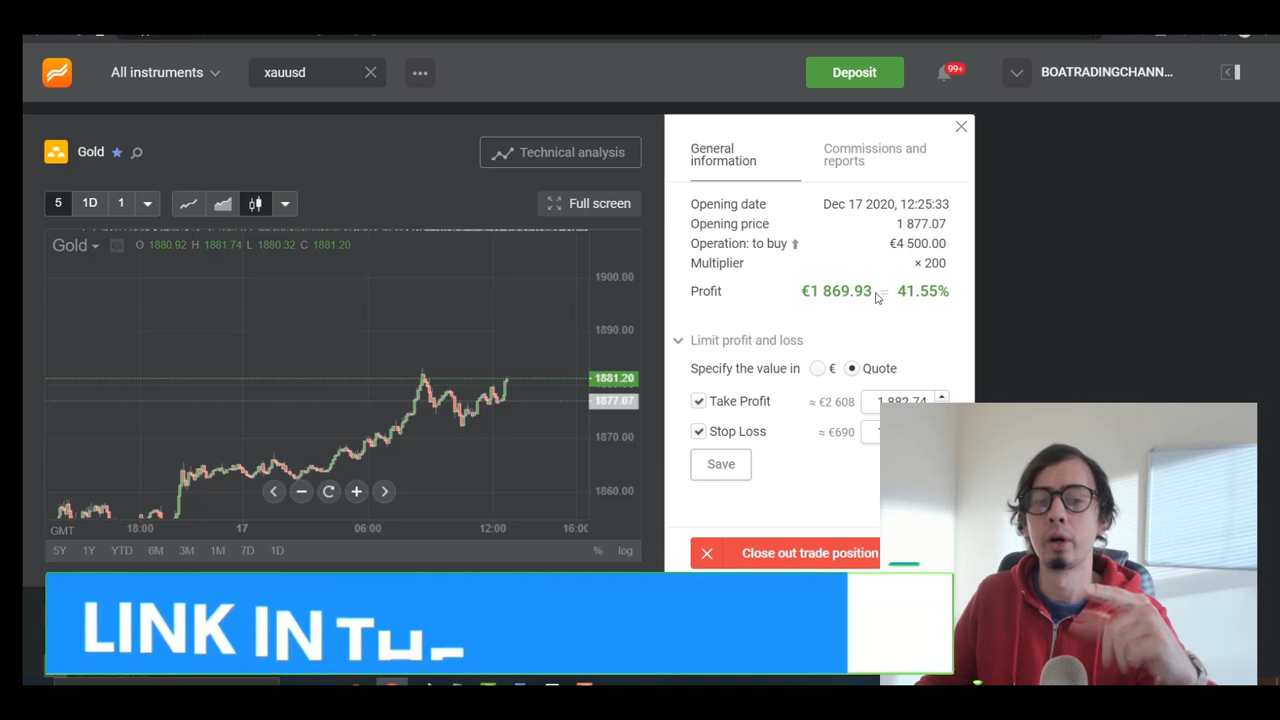 All instruments
xauusd
Deposit
99+
BOATRADINGCHANN...
Gold
Technical analysis
5 1D 1
Full screen
Gold O 1880.92 H 1881.74 L 1880.32 C 1881.20
1900.00
1890.00
1881.20
1877.07
1870.00
1860.00
GMT 18:00 17 06:00 12:00 16:00
5Y 1Y YTD 6M 3M 1M 7D 1D % log
General information
Commissions and reports
Opening date Dec 17 2020, 12:25:33
Opening price 1 877.07
Operation: to buy €4 500.00
Multiplier × 200
Profit €1 869.93 = 41.55%
Limit profit and loss
Specify the value in € Quote
Take Profit ≈ €2 608 1 882.74
Stop Loss ≈ €690
Save
Close out trade position
LINK IN